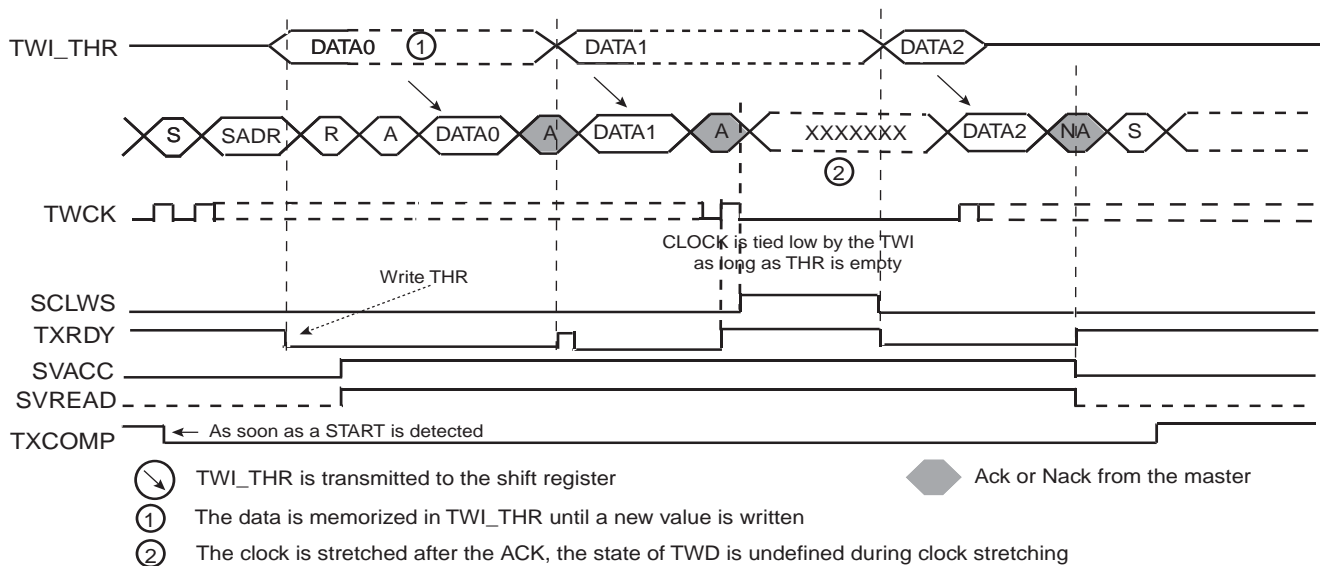 TWI_THR DATA0 1 DATA1 DATA2
S SADR R A DATA0 A DATA1 A XXXXXXX DATA2 NA S
2
TWCK
CLOCK is tied low by the TWI
as long as THR is empty
Write THR
SCLWS
TXRDY
SVACC
SVREAD
TXCOMP As soon as a START is detected
TWI_THR is transmitted to the shift register Ack or Nack from the master
1 The data is memorized in TWI_THR until a new value is written
2 The clock is stretched after the ACK, the state of TWD is undefined during clock stretching